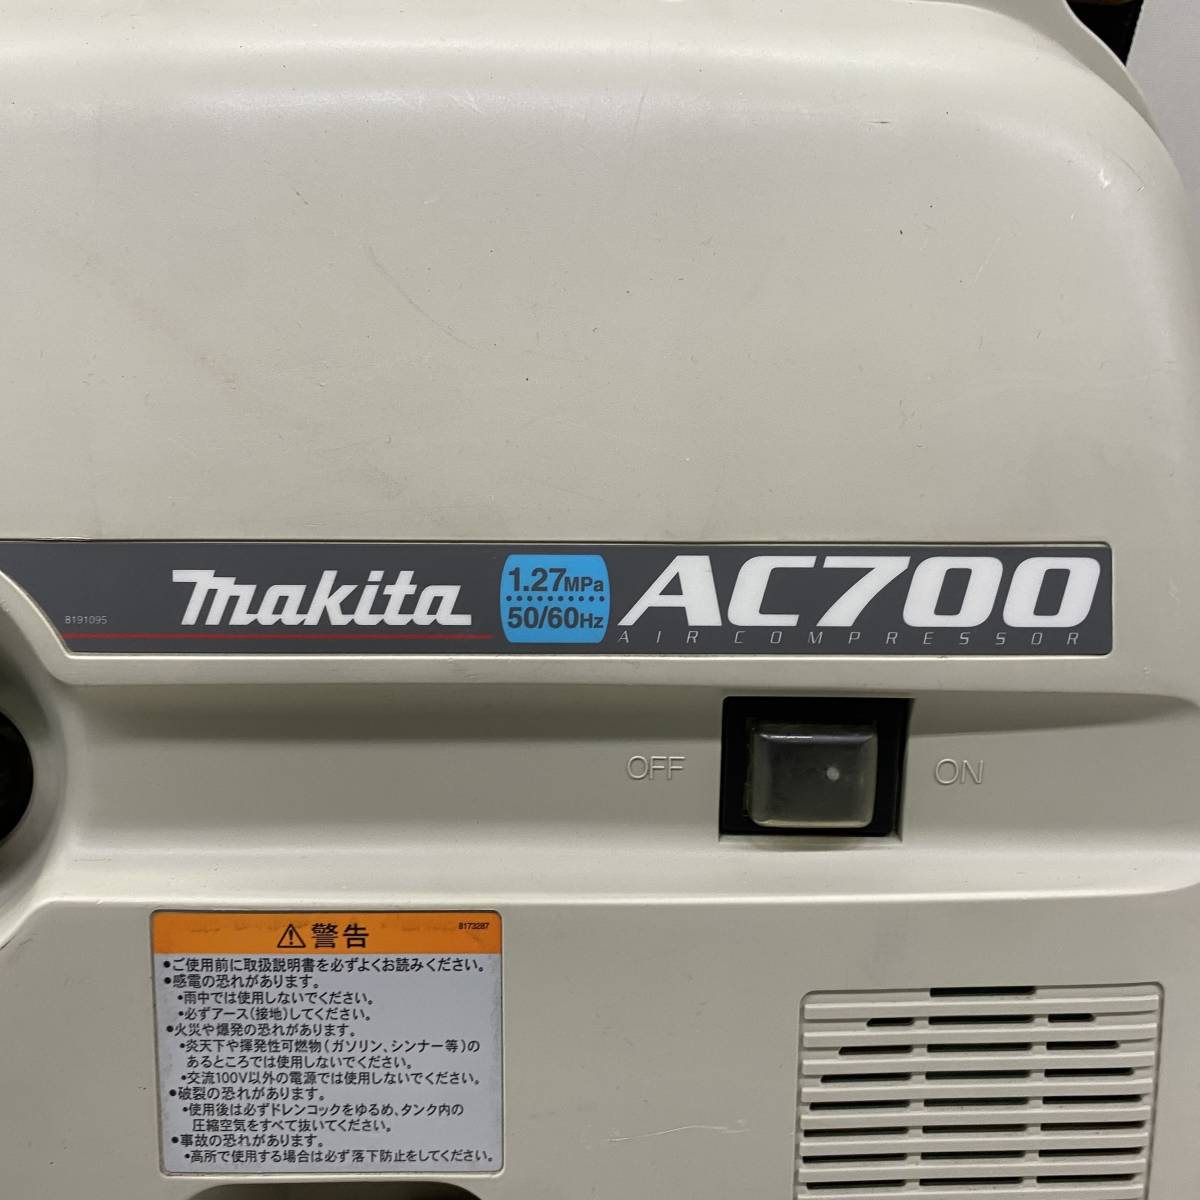 makita
1.27MPa
50/60Hz
AC700
AIR COMPRESSOR
8191095
OFF
ON
⚠警告
8173287
•ご使用前に取扱説明書を必ずよくお読みください。
•感電の恐れがあります。
•雨中では使用しないでください。
•必ずアース(接地)してください。
•火災や爆発の恐れがあります。
•炎天下や揮発性可燃物(ガソリン、シンナー等)の
あるところでは使用しないでください。
•交流100V以外の電源では使用しないでください。
•破裂の恐れがあります。
•使用後は必ずドレンコックをゆるめ、タンク内の
圧縮空気をすべて抜いてください。
•事故の恐れがあります。
•高所で使用する場合は必ず落下防止をしてください。